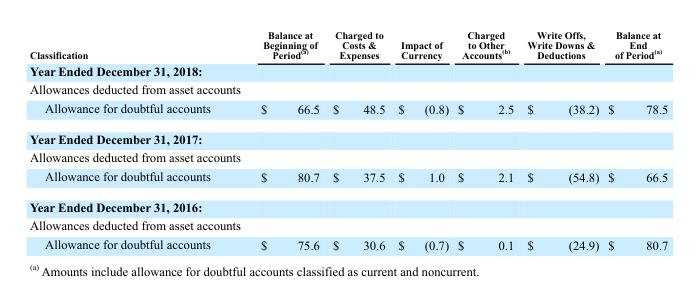 Classification Balance at Beginning of Period(a) Charged to Costs & Expenses Impact of Currency Charged to Other Accounts(b) Write Offs, Write Downs & Deductions Balance at End of Period(a)
Year Ended December 31, 2018:
Allowances deducted from asset accounts
Allowance for doubtful accounts $ 66.5 $ 48.5 $ (0.8) $ 2.5 $ (38.2) $ 78.5
Year Ended December 31, 2017:
Allowances deducted from asset accounts
Allowance for doubtful accounts $ 80.7 $ 37.5 $ 1.0 $ 2.1 $ (54.8) $ 66.5
Year Ended December 31, 2016:
Allowances deducted from asset accounts
Allowance for doubtful accounts $ 75.6 $ 30.6 $ (0.7) $ 0.1 $ (24.9) $ 80.7
(a) Amounts include allowance for doubtful accounts classified as current and noncurrent.